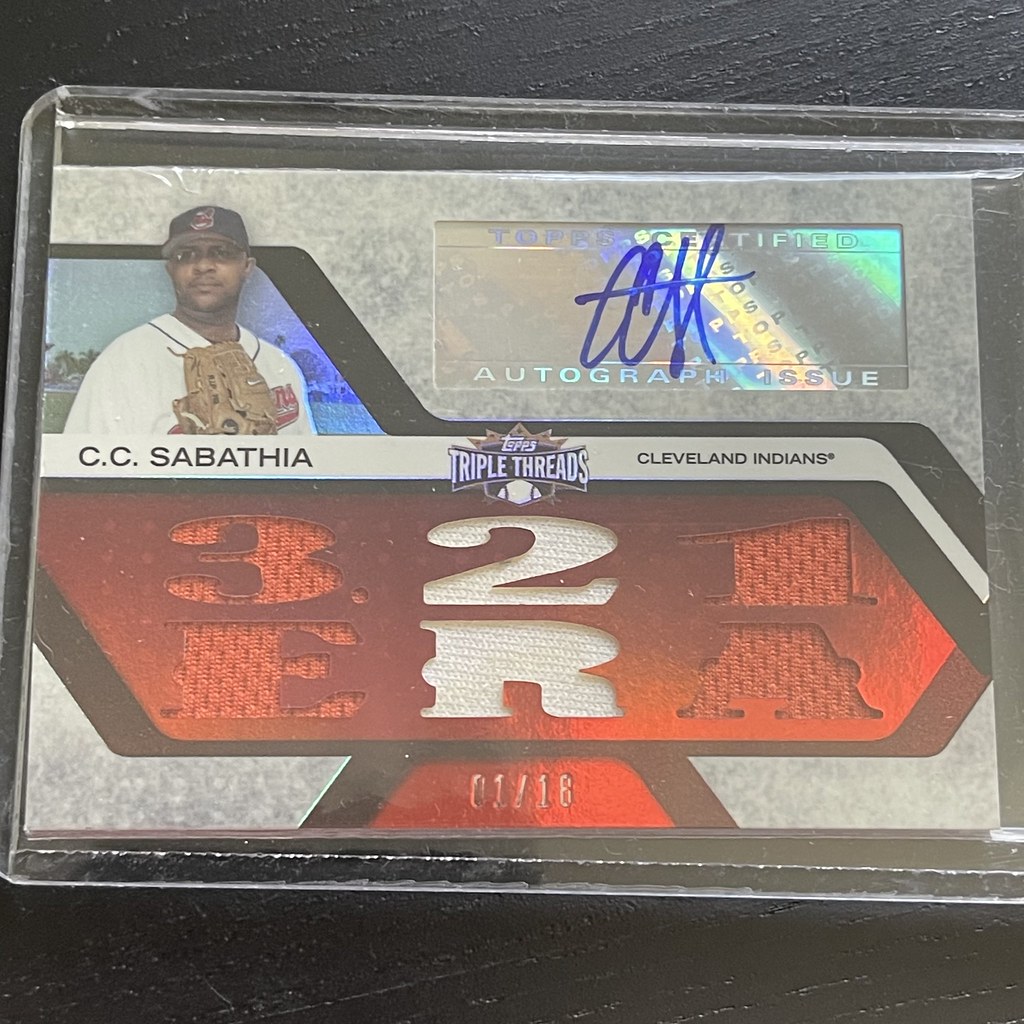 TOPPS CERTIFIED
AUTOGRAPH ISSUE
C.C. SABATHIA
Topps
TRIPLE THREADS
CLEVELAND INDIANS®
3.21
ERA
01/18